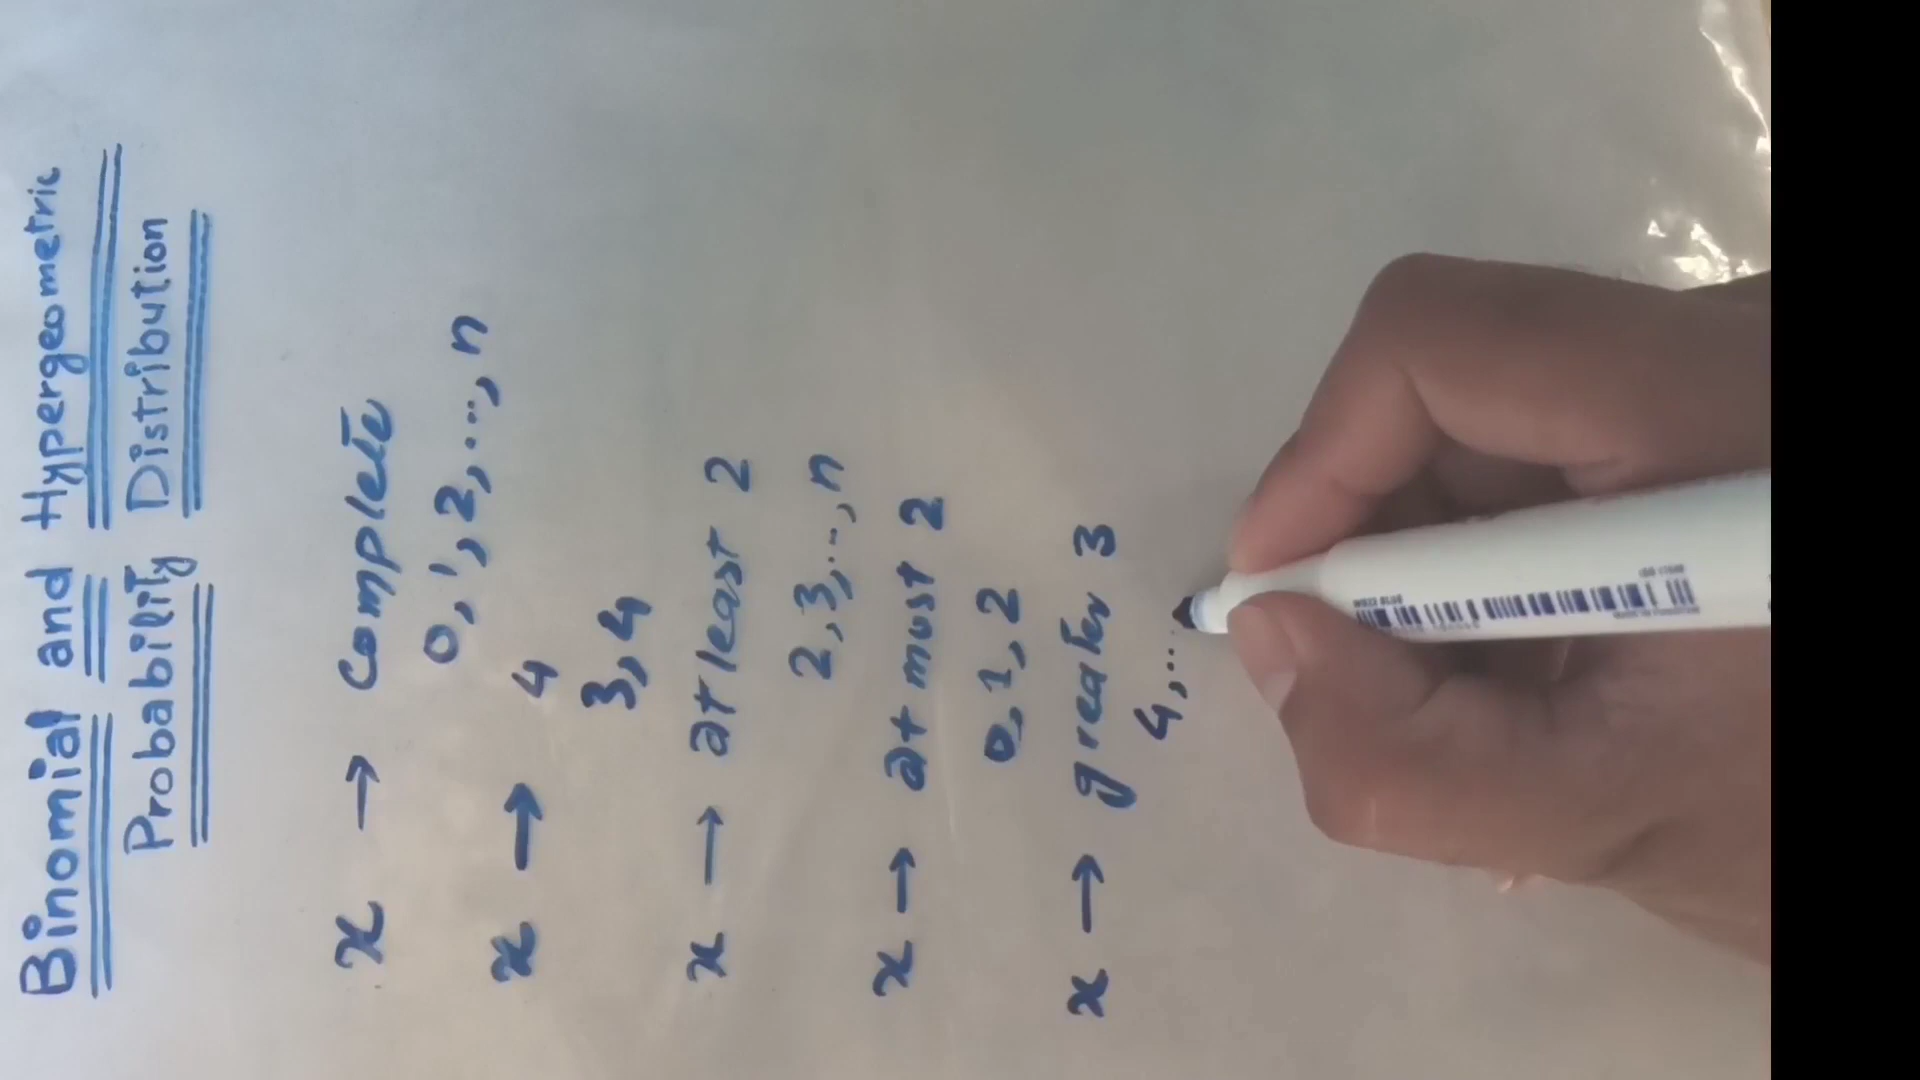 Binomial and Hypergeometric
Probability Distribution
x → complete
0, 1, 2, ..., n
x → 4
3, 4
x → at least 2
2, 3, ..., n
x → at must 2
0, 1, 2
x → greater 3
4, ...